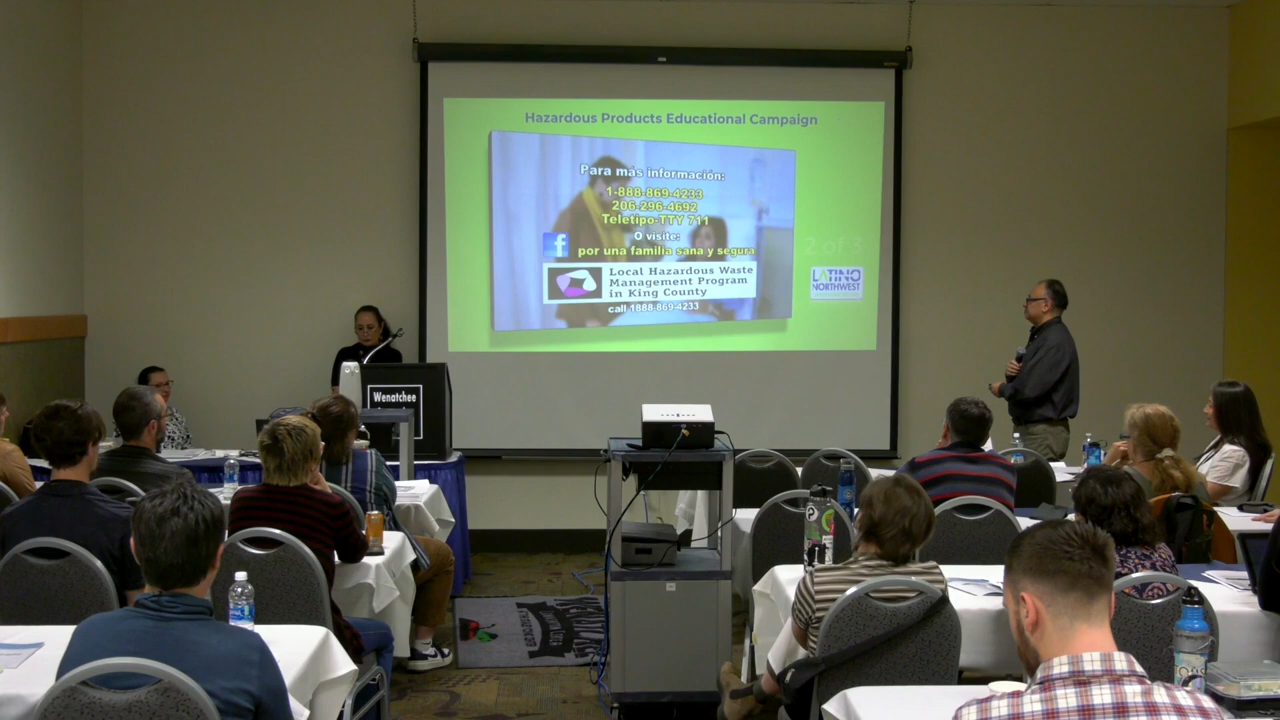 Hazardous Products Educational Campaign
Para más información:
1-888-869-4233
206-296-4692
Teletipo-TTY 711
O visite:
f por una familia sana y segura
Local Hazardous Waste
Management Program
in King County
call 1888-869-4233
2 of 3
LATINO
NORTHWEST
Wenatchee